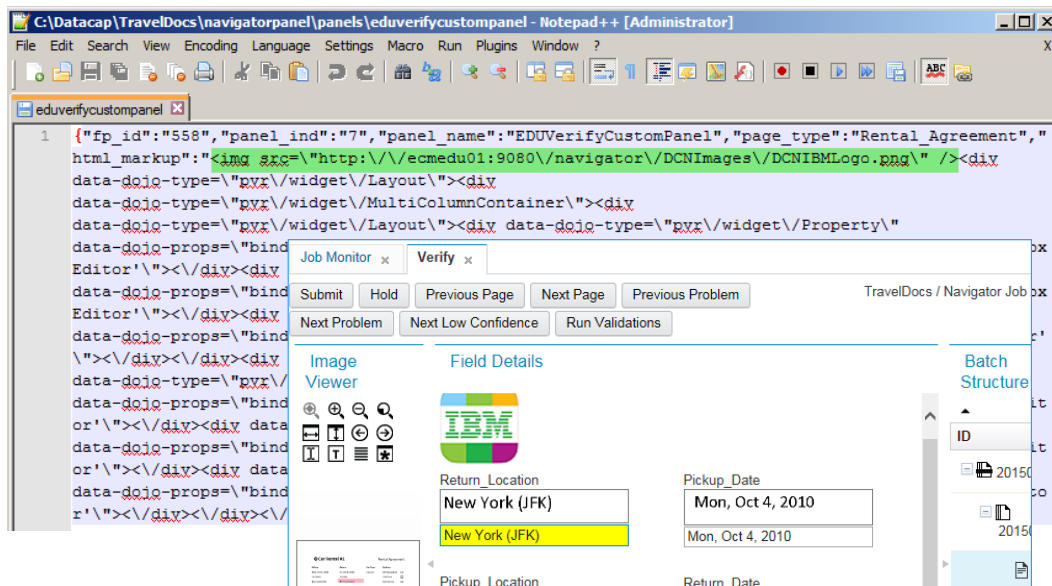 C:\Datacap\TravelDocs\navigatorpanel\panels\eduverifycustompanel - Notepad++ [Administrator]
File Edit Search View Encoding Language Settings Macro Run Plugins Window ? X
eduverifycustompanel
1 {"fp_id":"558","panel_ind":"7","panel_name":"EDUVerifyCustomPanel","page_type":"Rental_Agreement","
html_markup":"<img src=\"http:\/\/ecmedu01:9080\/navigator\/DCNImages\/DCNIBMLogo.png\" /><div
data-dojo-type=\"pvr\/widget\/Layout\"><div
data-dojo-type=\"pvr\/widget\/MultiColumnContainer\"><div
data-dojo-type=\"pvr\/widget\/Layout\"><div data-dojo-type=\"pvr\/widget\/Property\"
data-dojo-props=\"bind ox
Editor'\"><\/div><div
data-dojo-props=\"bind ox
Editor'\"><\/div><div
data-dojo-props=\"bind r'
\"><\/div><\/div><div
data-dojo-type=\"pvr\/
data-dojo-props=\"bind it
or'\"><\/div><div data
data-dojo-props=\"bind it
or'\"><\/div><div data
data-dojo-props=\"bind to
r'\"><\/div><\/div><\/
Job Monitor x Verify x
Submit Hold Previous Page Next Page Previous Problem TravelDocs / Navigator Job
Next Problem Next Low Confidence Run Validations
Image Viewer
Field Details
Batch Structure
IBM
ID
Return_Location Pickup_Date
New York (JFK) Mon, Oct 4, 2010
New York (JFK) Mon, Oct 4, 2010
20150
2015
Pickup_Location Return_Date